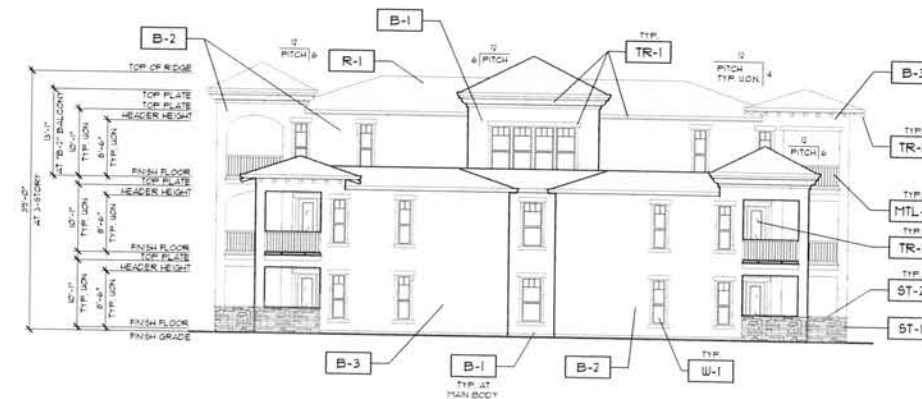 B-1
TYP.
B-2
12
PITCH 6
12
6 PITCH
TR-1
12
PITCH 4
TYP. UON.
R-1
B-3
TOP OF RIDGE
TOP PLATE
TOP PLATE
HEADER HEIGHT
TYP.
12
PITCH 6
13'-1"
AT "B-2" BALCONY
10'-1"
TYP. UON
8'-6"
TYP. UON
FINISH FLOOR
TOP PLATE
HEADER HEIGHT
TYP.
MTL-
35'-0"
AT 3-STORY
10'-1"
TYP. UON
8'-6"
TYP. UON
TYP.
TR-
FINISH FLOOR
TOP PLATE
HEADER HEIGHT
TYP.
ST-2
10'-1"
TYP. UON
8'-6"
TYP. UON
FINISH FLOOR
FINISH GRADE
ST-1
B-3
B-1
TYP. AT
MAIN BODY
B-2
TYP.
W-1